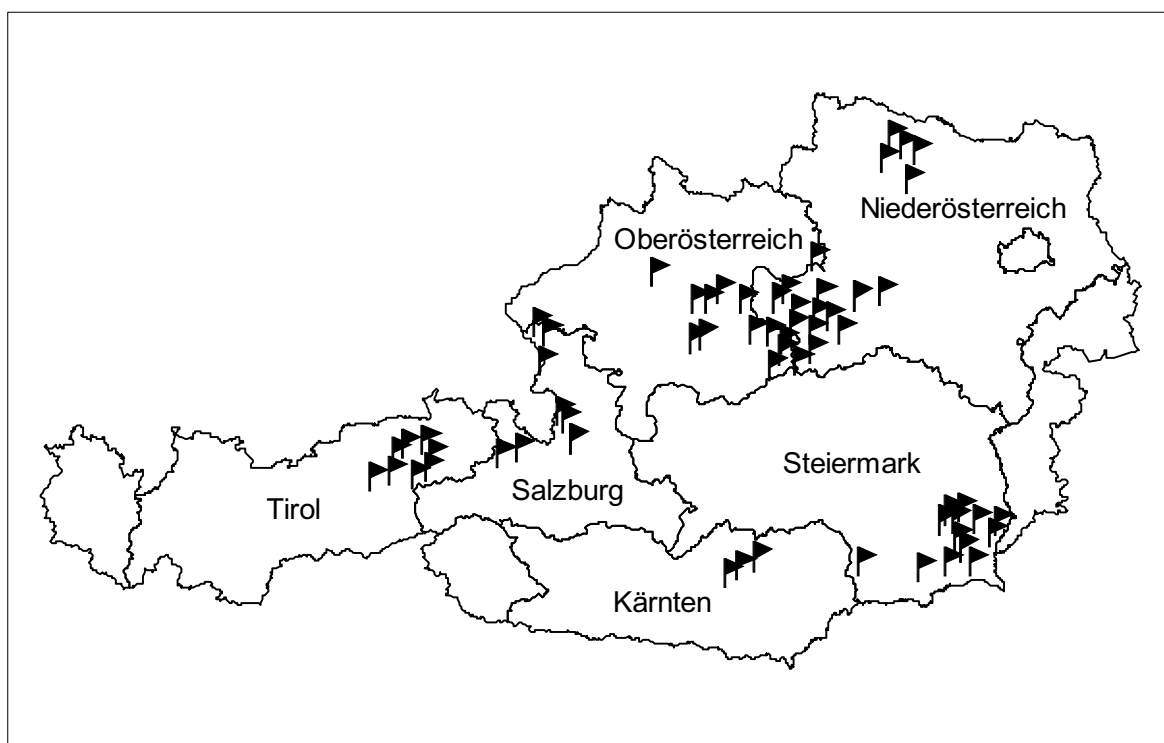 Niederösterreich
Oberösterreich
Steiermark
Salzburg
Tirol
Kärnten